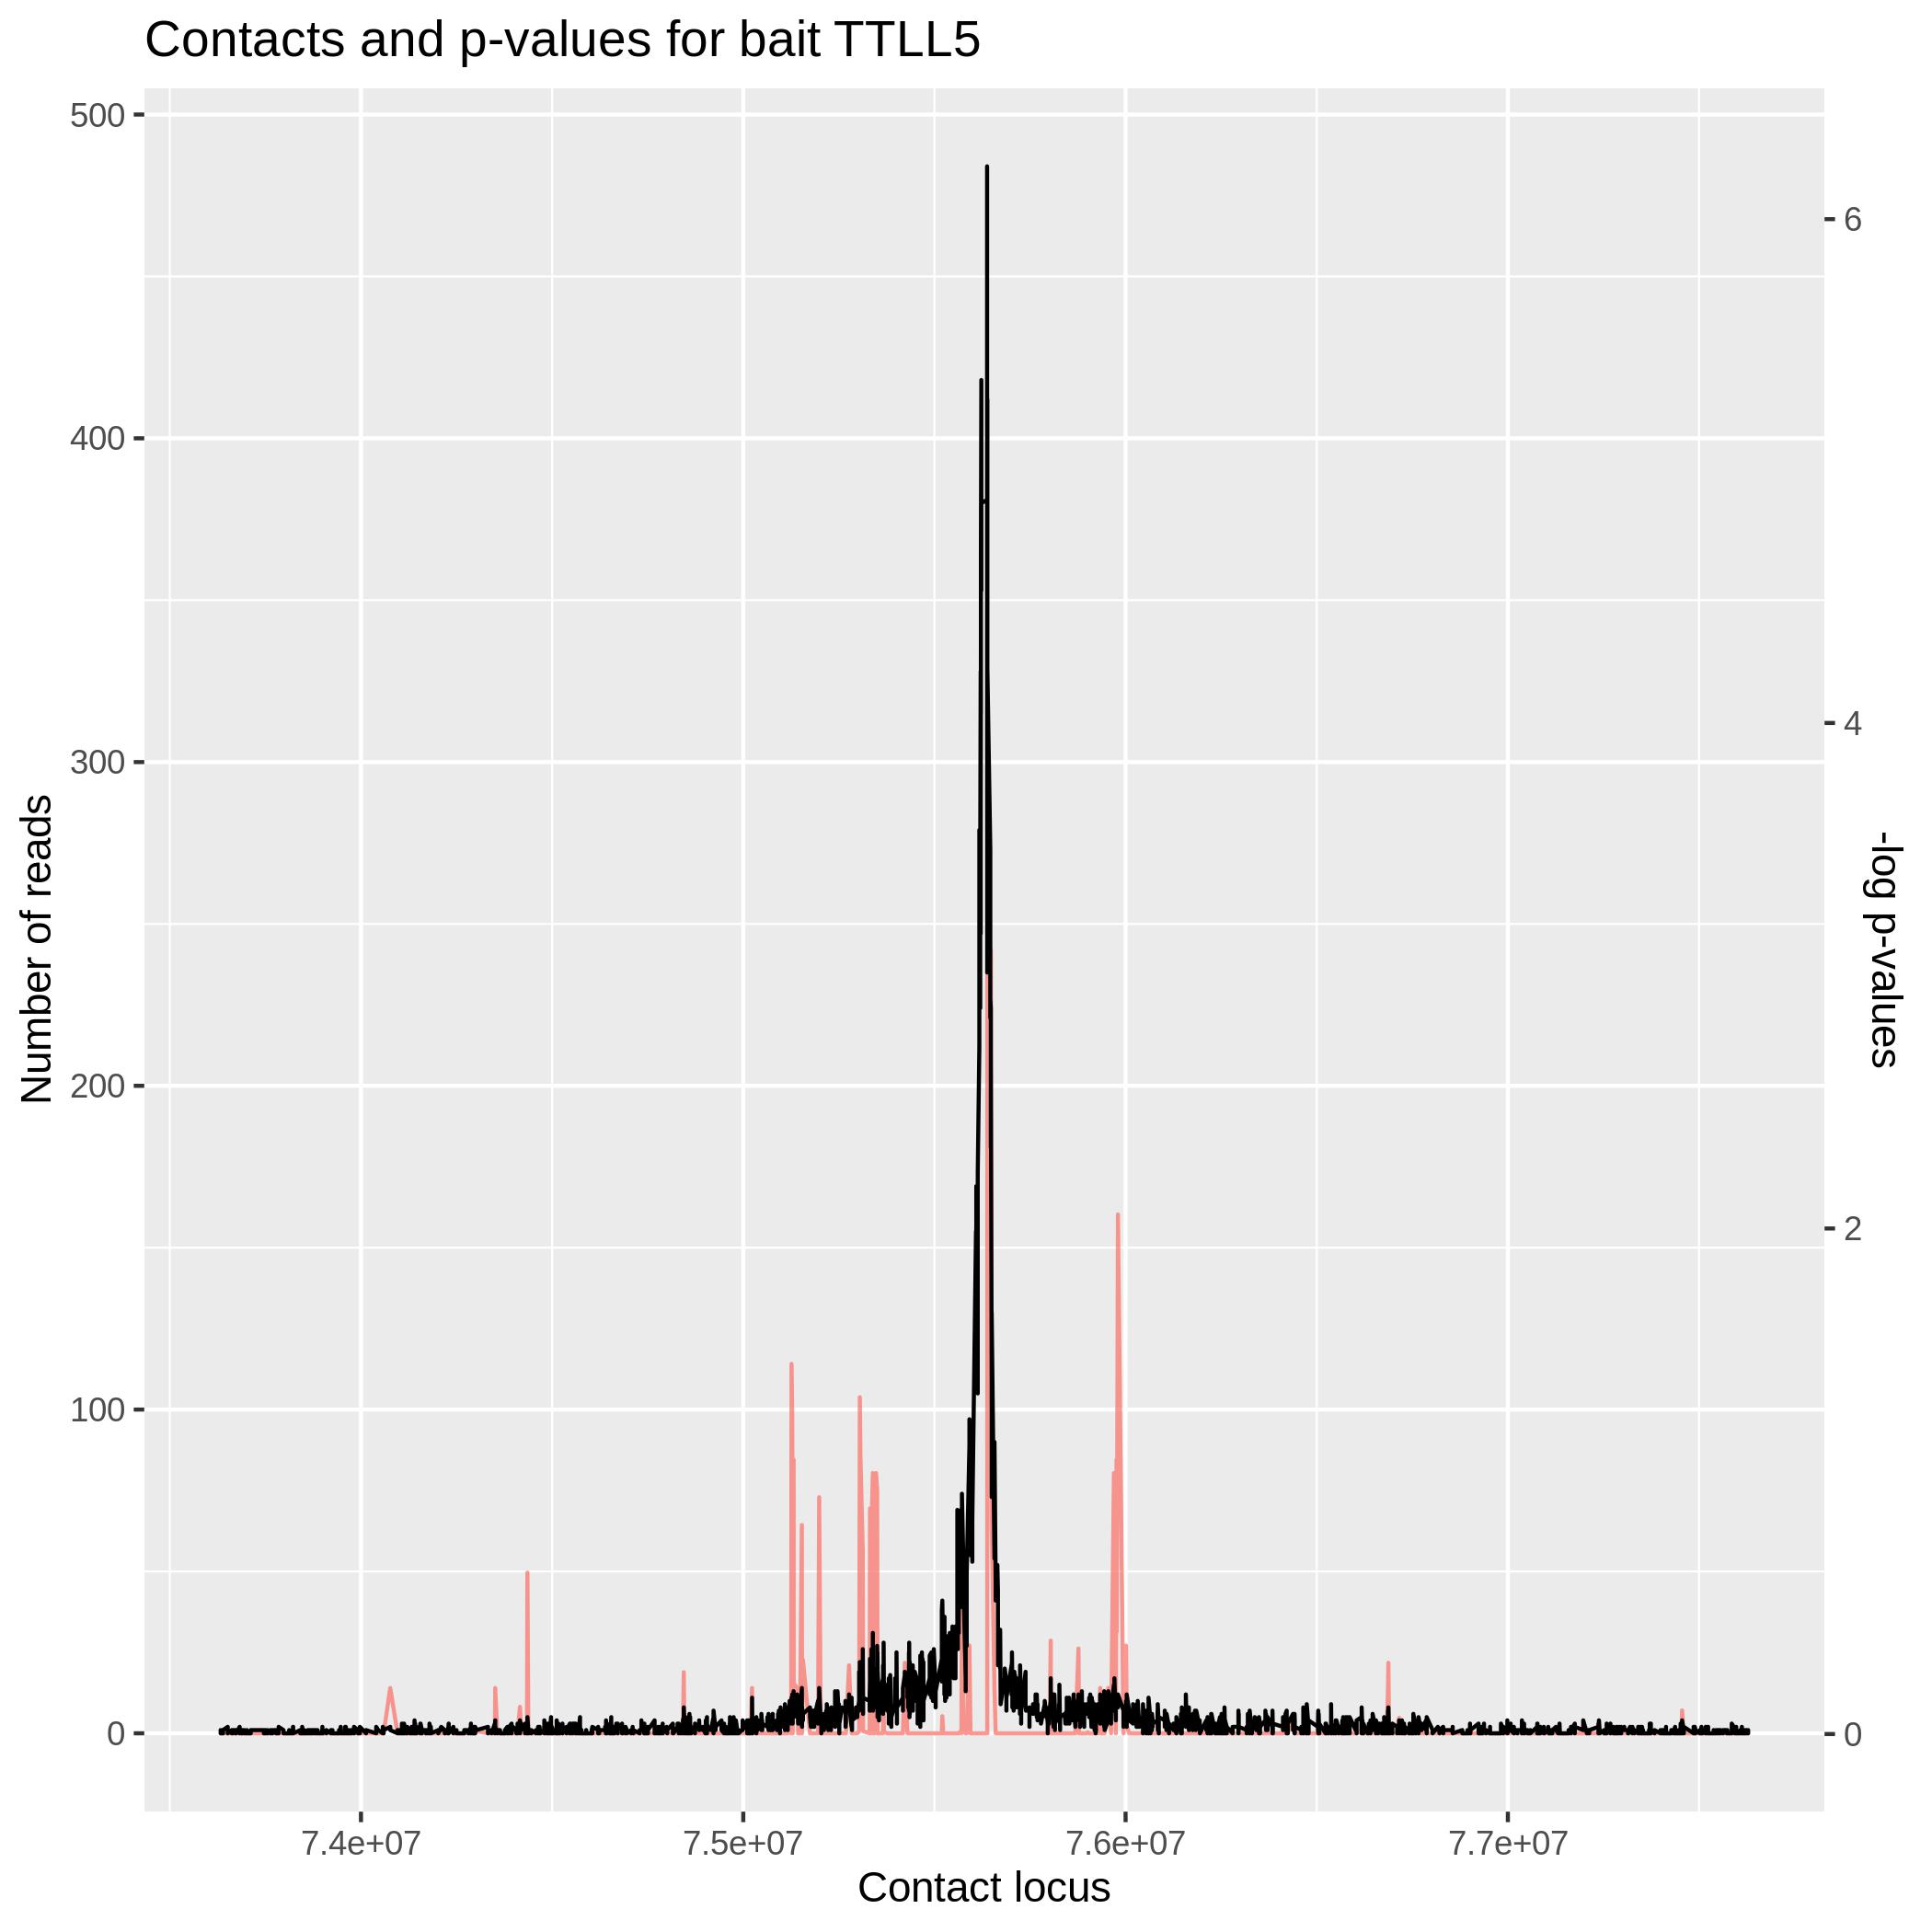 Contacts and p-values for bait TTLL5
500
400
300
200
100
0
Number of reads
6
4
2
0
-log p-values
7.4e+07 7.5e+07 7.6e+07 7.7e+07
Contact locus